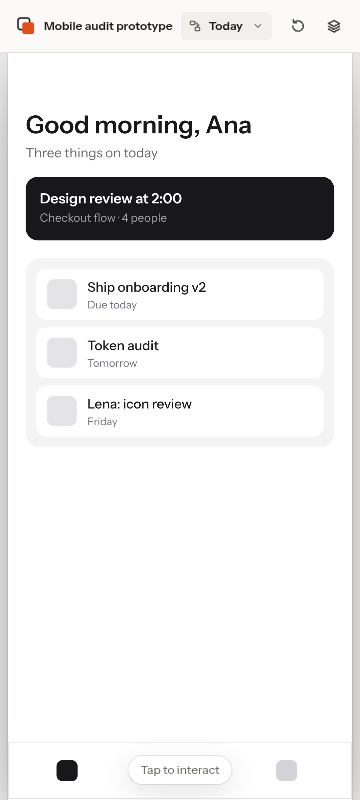 Mobile audit prototype
Today
Good morning, Ana
Three things on today
Design review at 2:00
Checkout flow · 4 people
Ship onboarding v2
Due today
Token audit
Tomorrow
Lena: icon review
Friday
Tap to interact